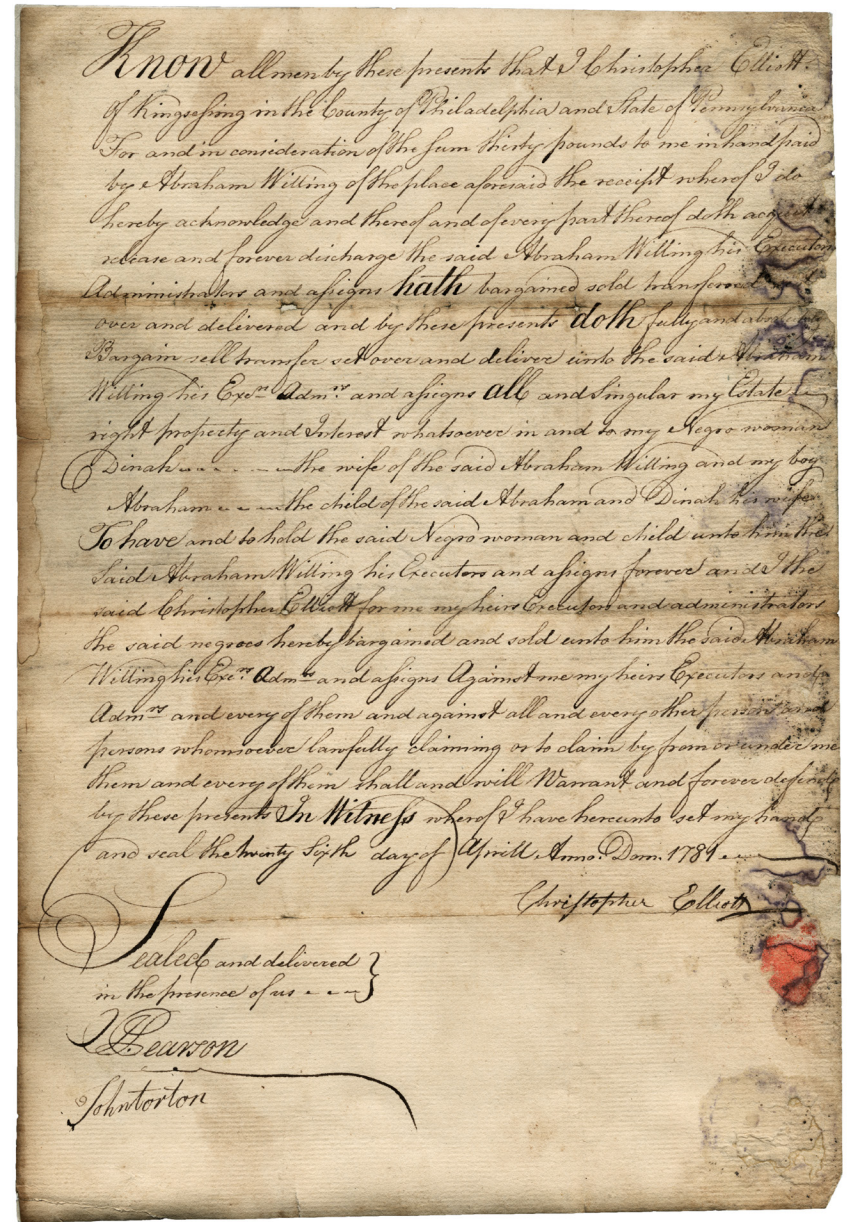 Know all men by these presents that I Christopher Elliott
of Kingsessing in the County of Philadelphia and State of Pennsylvania
For and in consideration of the Sum thirty pounds to me in hand paid
by Abraham Willing of the place aforesaid the receipt wherof I do
hereby acknowledge and thereof and of every part thereof doth acquit
release and forever discharge the said Abraham Willing his Executors
Administrators and assigns hath bargained sold transfered
over and delivered and by these presents doth fully and absolutely
Bargain sell transfer set over and deliver unto the said Abraham
Willing his Exe.rs Adm.rs and assigns all and Singular my Estate
right property and Interest whatsoever in and to my Negro woman
Dinah - - - - the wife of the said Abraham Willing and my boy
Abraham - - - the child of the said Abraham and Dinah his wife
To have and to hold the said Negro woman and child unto him the
Said Abraham Willing his Executors and assigns forever and I the
said Christopher Elliott for me my heirs Executors and administrators
the said negroes hereby bargained and sold unto him the said Abraham
Willing his Exe.rs Adm.rs and assigns Against me my heirs Executors and
Adm.rs and every of them and against all and every other person and
persons whomsoever lawfully claiming or to claim by from or under me
them and every of them shall and will Warrant and forever defend
by these presents In Witness wherof I have hereunto set my hand
and seal the twenty Sixth day of Aprill Anno. Dom. 1781
Christopher Elliott
Sealed and delivered
in the presence of us - - -
Pearson
John torton